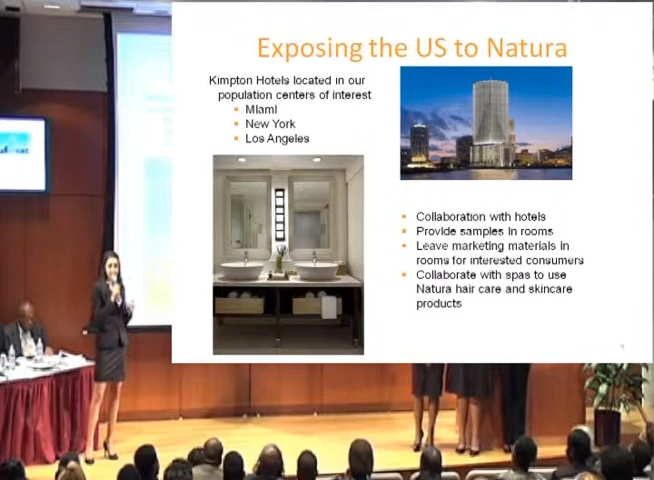 Exposing the US to Natura
Kimpton Hotels located in our
population centers of interest
Miami
New York
Los Angeles
Collaboration with hotels
Provide samples in rooms
Leave marketing materials in
rooms for interested consumers
Collaborate with spas to use
Natura hair care and skincare
products